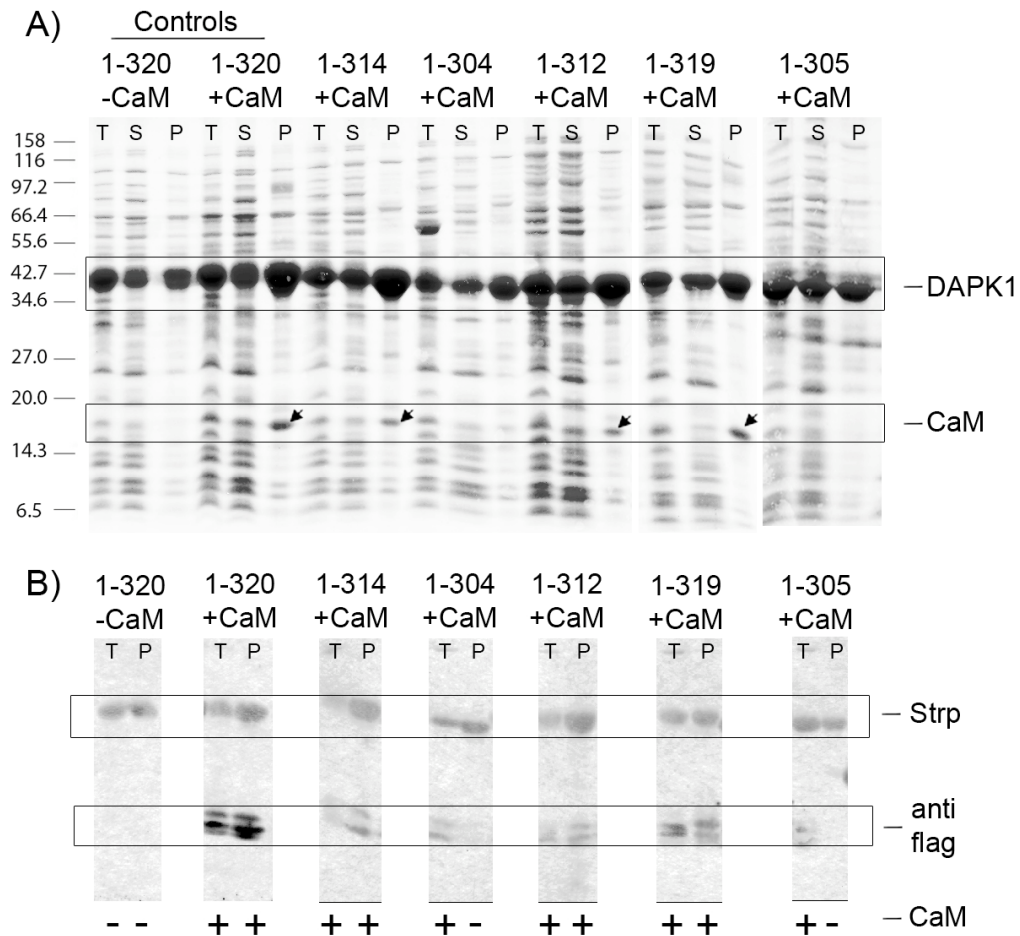 A)
Controls
1-320 1-320 1-314 1-304 1-312 1-319 1-305
-CaM +CaM +CaM +CaM +CaM +CaM +CaM
T S P T S P T S P T S P T S P T S P T S P
158
116
97.2
66.4
55.6
42.7
DAPK1
34.6
27.0
20.0
CaM
14.3
6.5
B)
1-320 1-320 1-314 1-304 1-312 1-319 1-305
-CaM +CaM +CaM +CaM +CaM +CaM +CaM
T P T P T P T P T P T P T P
Strp
anti
flag
- - + + + + + - + + + + + - CaM